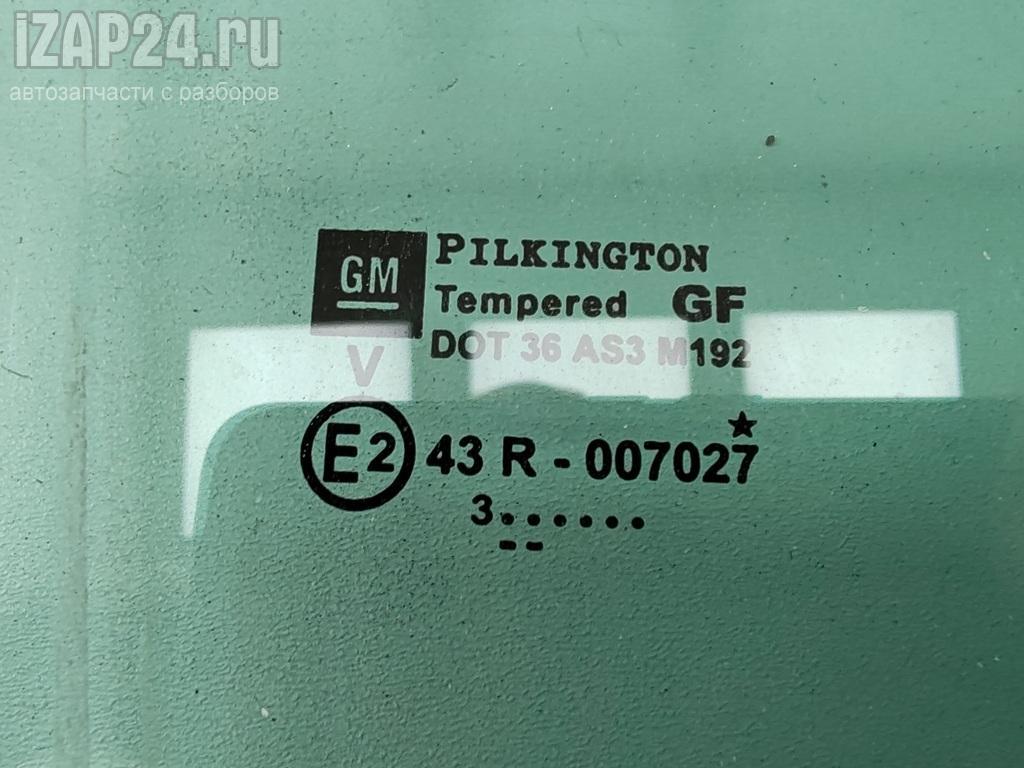 iZAP24.ru
автозапчасти с разборов
GM
PILKINGTON
Tempered GF
DOT 36 AS3 M192
V
E2 43 R - 007027★
3......
--